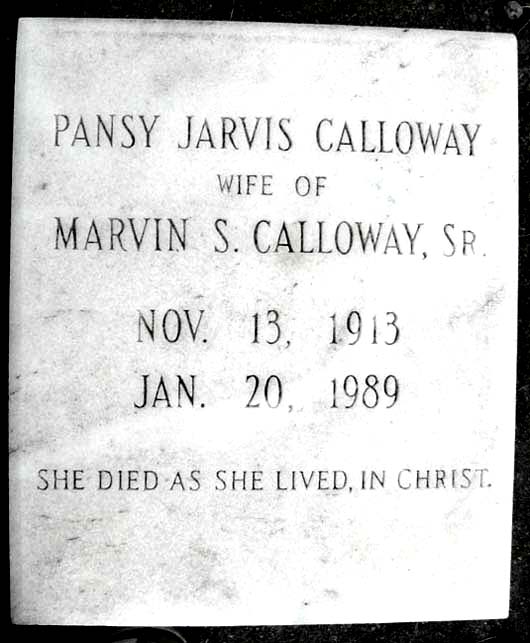 PANSY JARVIS CALLOWAY
WIFE OF
MARVIN S. CALLOWAY, SR.
NOV. 13, 1913
JAN. 20, 1989
SHE DIED AS SHE LIVED, IN CHRIST.